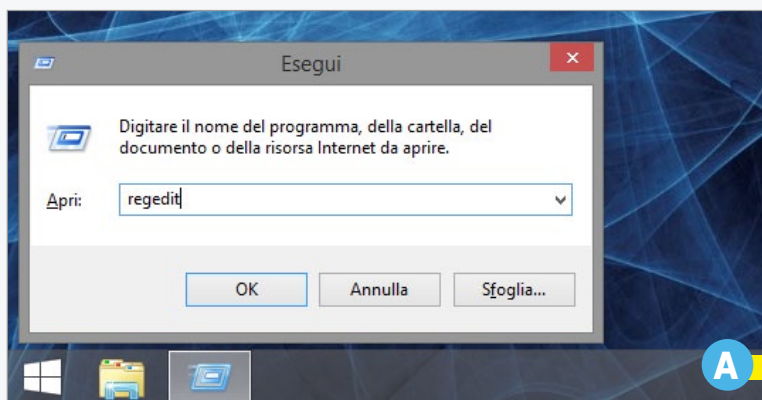 Esegui
Digitare il nome del programma, della cartella, del
documento o della risorsa Internet da aprire.
Apri: regedit
OK Annulla Sfoglia...
A